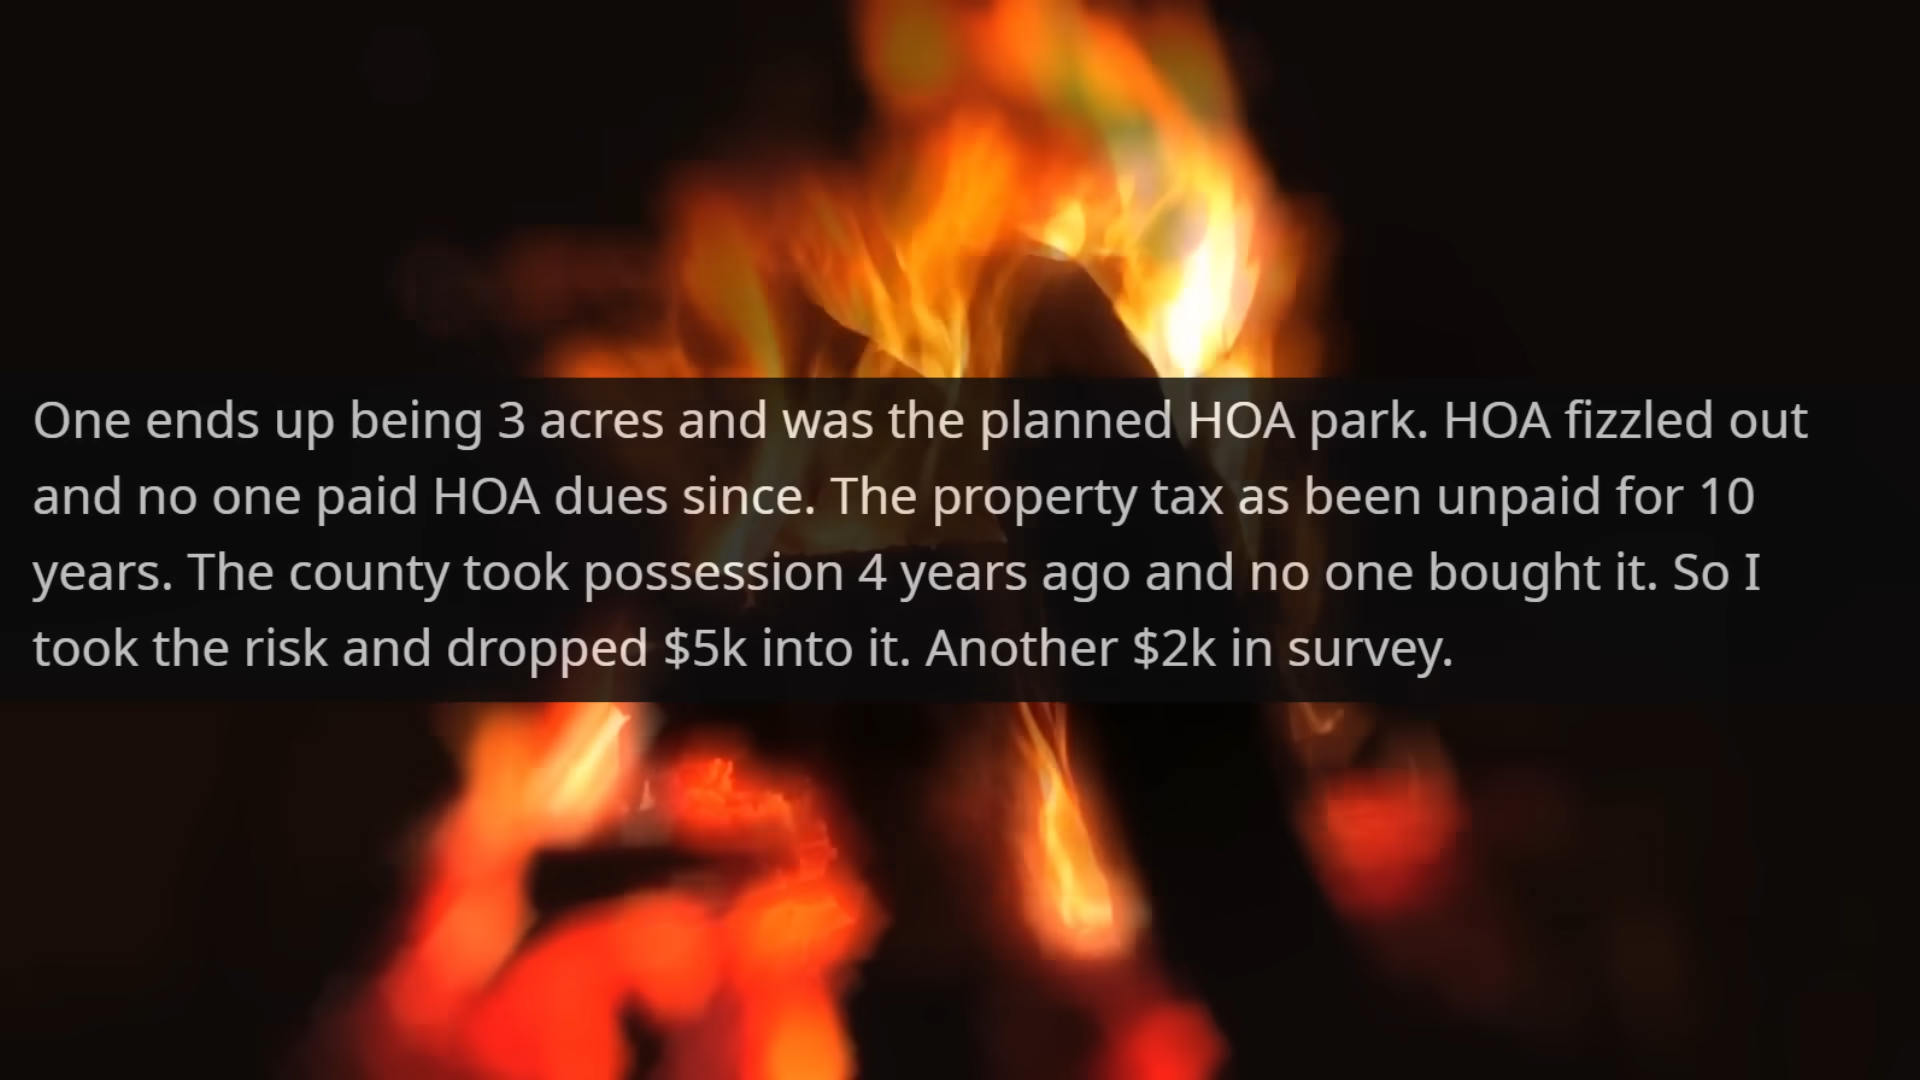 One ends up being 3 acres and was the planned HOA park. HOA fizzled out
and no one paid HOA dues since. The property tax as been unpaid for 10
years. The county took possession 4 years ago and no one bought it. So I
took the risk and dropped $5k into it. Another $2k in survey.